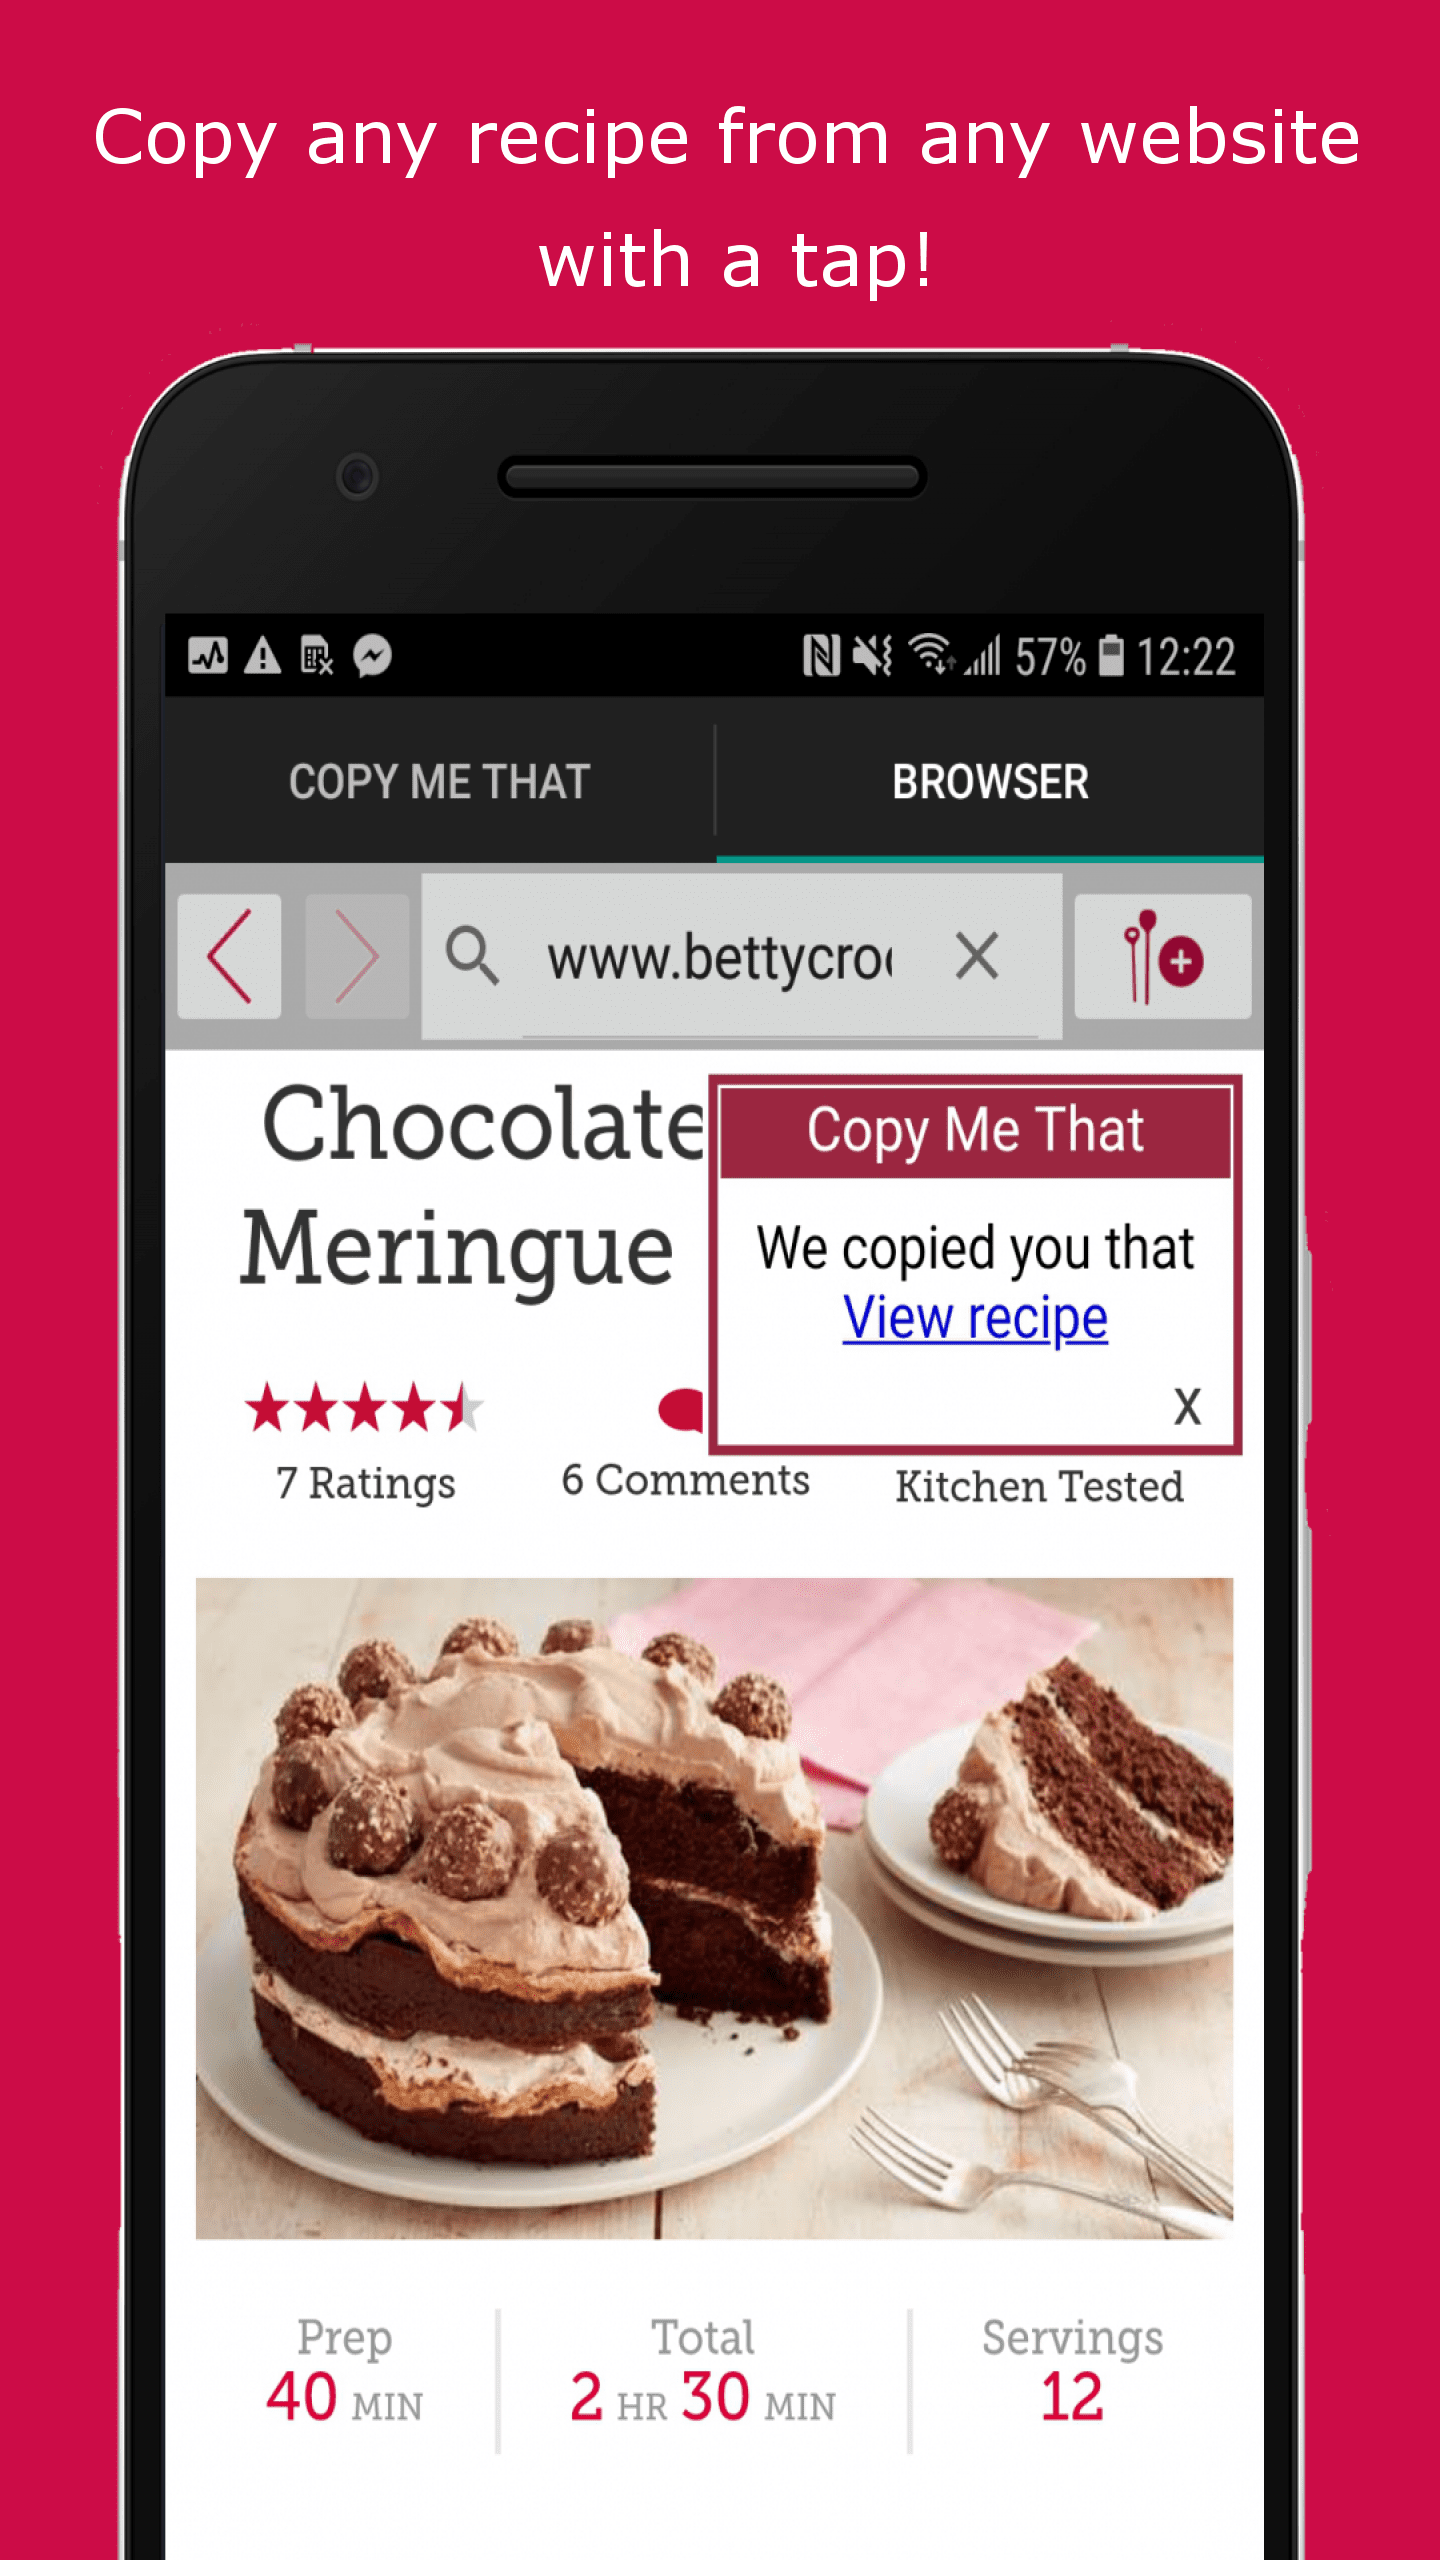 Copy any recipe from any website
with a tap!
57% 12:22
COPY ME THAT
BROWSER
www.bettycro
Chocolate
Meringue
Copy Me That
We copied you that
View recipe
X
7 Ratings
6 Comments
Kitchen Tested
Prep
40 MIN
Total
2 HR 30 MIN
Servings
12